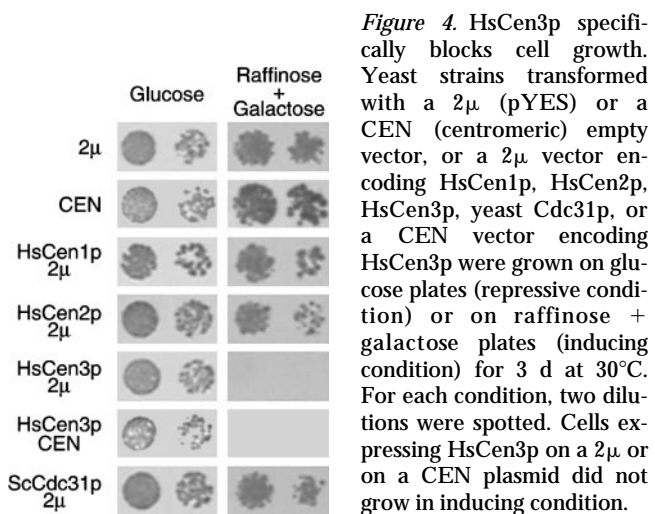 Glucose
Raffinose
+
Galactose
2μ
CEN
HsCen1p
2μ
HsCen2p
2μ
HsCen3p
2μ
HsCen3p
CEN
ScCdc31p
2μ
Figure 4. HsCen3p specifi-
cally blocks cell growth.
Yeast strains transformed
with a 2μ (pYES) or a
CEN (centromeric) empty
vector, or a 2μ vector en-
coding HsCen1p, HsCen2p,
HsCen3p, yeast Cdc31p, or
a CEN vector encoding
HsCen3p were grown on glu-
cose plates (repressive condi-
tion) or on raffinose +
galactose plates (inducing
condition) for 3 d at 30°C.
For each condition, two dilu-
tions were spotted. Cells ex-
pressing HsCen3p on a 2μ or
on a CEN plasmid did not
grow in inducing condition.